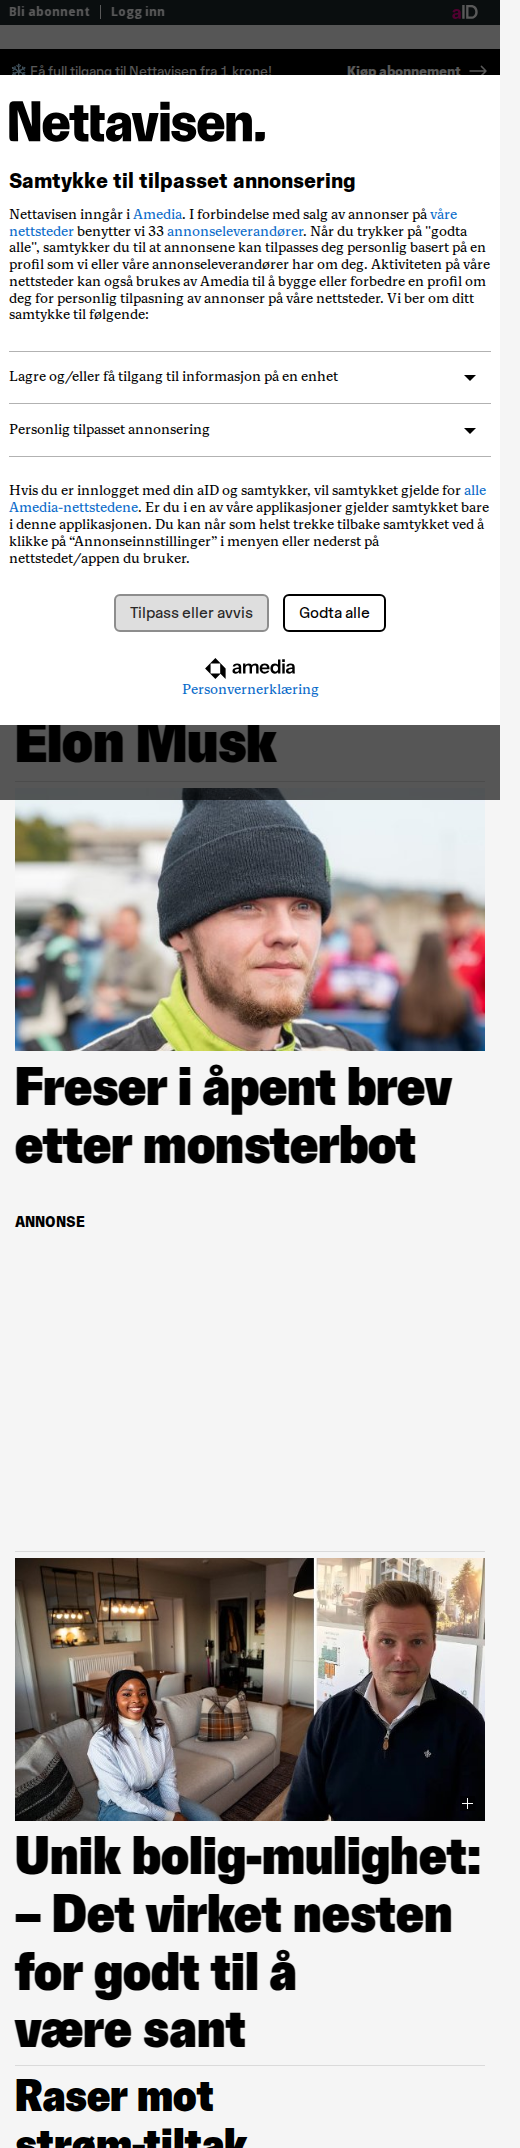 Bli abonnent | Logg inn
aID
Få full tilgang til Nettavisen fra 1 krone! Kjøp abonnement →
Nettavisen.
Samtykke til tilpasset annonsering
Nettavisen inngår i Amedia. I forbindelse med salg av annonser på våre
nettsteder benytter vi 33 annonseleverandører. Når du trykker på "godta
alle", samtykker du til at annonsene kan tilpasses deg personlig basert på en
profil som vi eller våre annonseleverandører har om deg. Aktiviteten på våre
nettsteder kan også brukes av Amedia til å bygge eller forbedre en profil om
deg for personlig tilpasning av annonser på våre nettsteder. Vi ber om ditt
samtykke til følgende:
Lagre og/eller få tilgang til informasjon på en enhet
Personlig tilpasset annonsering
Hvis du er innlogget med din aID og samtykker, vil samtykket gjelde for alle
Amedia-nettstedene. Er du i en av våre applikasjoner gjelder samtykket bare
i denne applikasjonen. Du kan når som helst trekke tilbake samtykket ved å
klikke på “Annonseinnstillinger” i menyen eller nederst på
nettstedet/appen du bruker.
Tilpass eller avvis
Godta alle
amedia
Personvernerklæring
Elon Musk
Freser i åpent brev
etter monsterbot
ANNONSE
Unik bolig-mulighet:
– Det virket nesten
for godt til å
være sant
Raser mot
strøm-tiltak